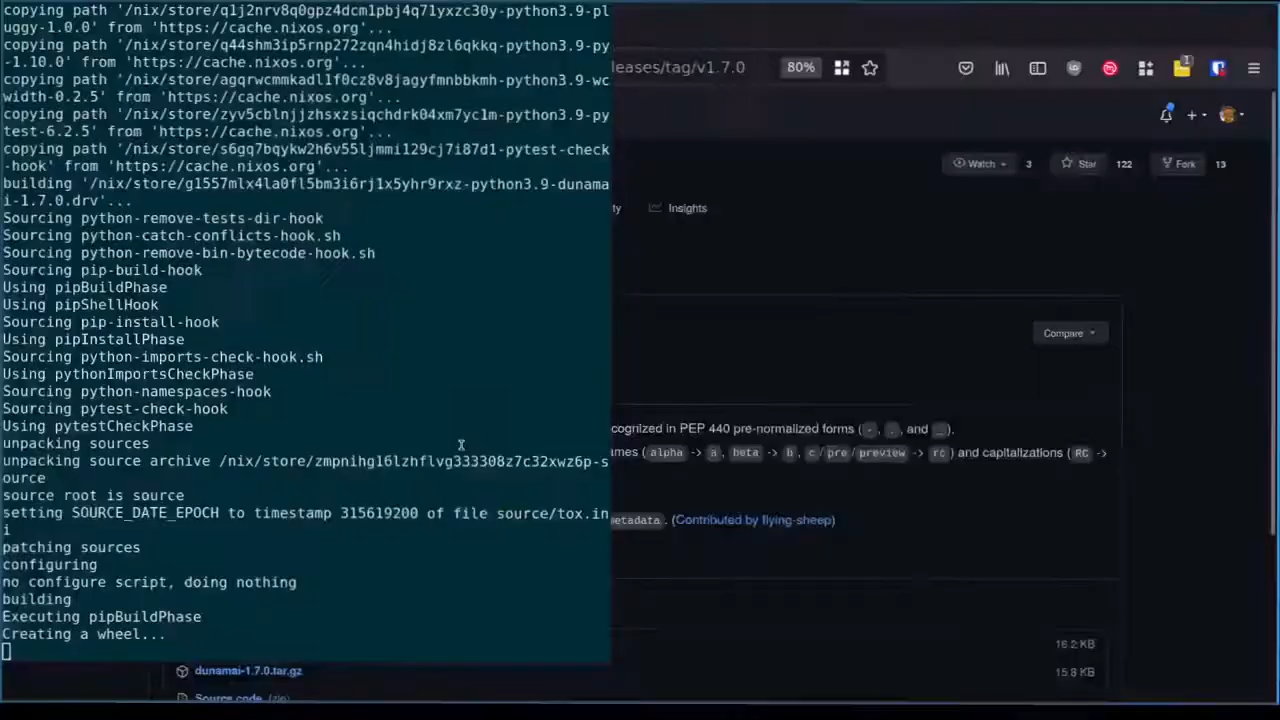 copying path '/nix/store/q1j2nrv8q0gpz4dcm1pbj4q71yxzc30y-python3.9-pl
uggy-1.0.0' from 'https://cache.nixos.org'...
copying path '/nix/store/q44shm3ip5rnp272zqn4hidj8zl6qkkq-python3.9-py
-1.10.0' from 'https://cache.nixos.org'...
copying path '/nix/store/agqrwcmmkadl1f0cz8v8jagyfmnbbkmh-python3.9-wc
width-0.2.5' from 'https://cache.nixos.org'...
copying path '/nix/store/zyv5cblnjjzhsxzsiqchdrk04xm7yc1m-python3.9-py
test-6.2.5' from 'https://cache.nixos.org'...
copying path '/nix/store/s6gq7bqykw2h6v55ljmmi129cj7i87d1-pytest-check
-hook' from 'https://cache.nixos.org'...
building '/nix/store/g1557mlx4la0fl5bm3i6rj1x5yhr9rxz-python3.9-dunama
i-1.7.0.drv'...
Sourcing python-remove-tests-dir-hook
Sourcing python-catch-conflicts-hook.sh
Sourcing python-remove-bin-bytecode-hook.sh
Sourcing pip-build-hook
Using pipBuildPhase
Using pipShellHook
Sourcing pip-install-hook
Using pipInstallPhase
Sourcing python-imports-check-hook.sh
Using pythonImportsCheckPhase
Sourcing python-namespaces-hook
Sourcing pytest-check-hook
Using pytestCheckPhase
unpacking sources
unpacking source archive /nix/store/zmpnihg16lzhflvg333308z7c32xwz6p-s
ource
source root is source
setting SOURCE_DATE_EPOCH to timestamp 315619200 of file source/tox.in
i
patching sources
configuring
no configure script, doing nothing
building
Executing pipBuildPhase
Creating a wheel...
leases/tag/v1.7.0 80%
1
Watch 3 Star 122 Fork 13
ty Insights
Compare
cognized in PEP 440 pre-normalized forms (-, ., and _).
mes (alpha -> a, beta -> b, c/pre/preview -> rc) and capitalizations (RC ->
etadata. (Contributed by flying-sheep)
16.2 KB
dunamai-1.7.0.tar.gz 15.8 KB
Source code (zip)